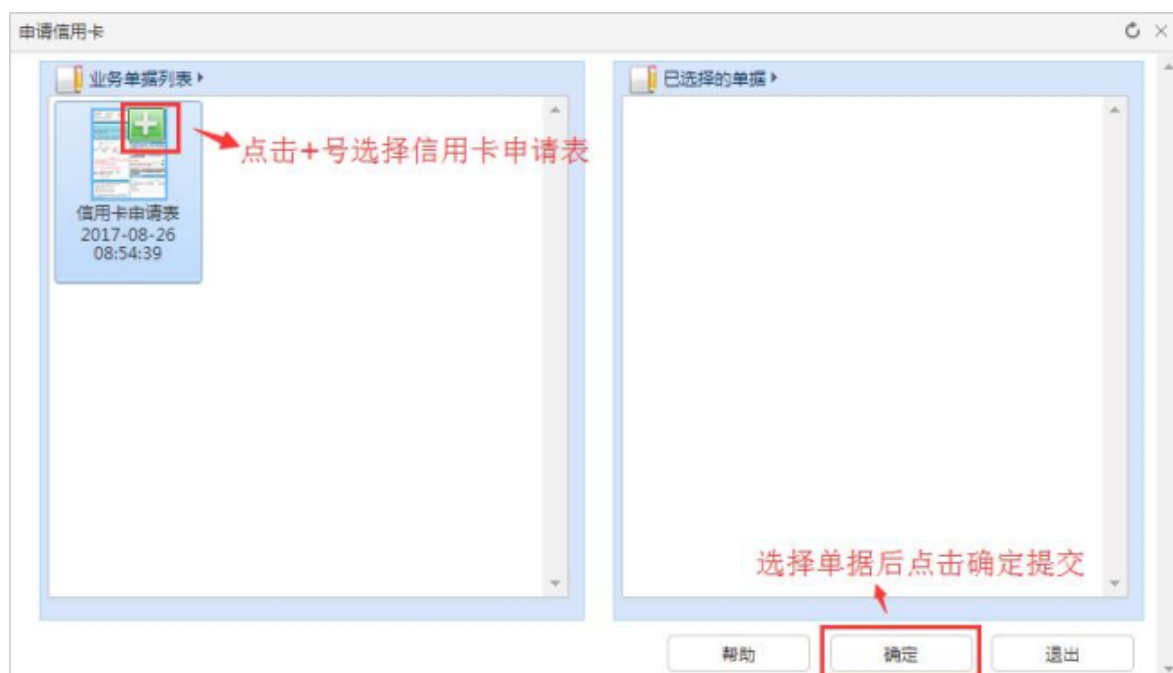 申请信用卡
业务单据列表
已选择的单据
点击+号选择信用卡申请表
信用卡申请表
2017-08-26
08:54:39
选择单据后点击确定提交
帮助
确定
退出